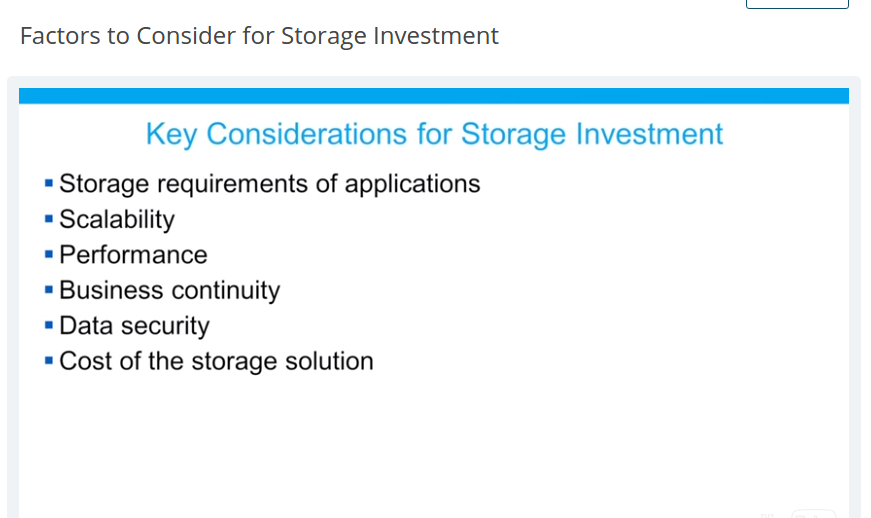 Factors to Consider for Storage Investment
Key Considerations for Storage Investment
▪ Storage requirements of applications
▪ Scalability
▪ Performance
▪ Business continuity
▪ Data security
▪ Cost of the storage solution